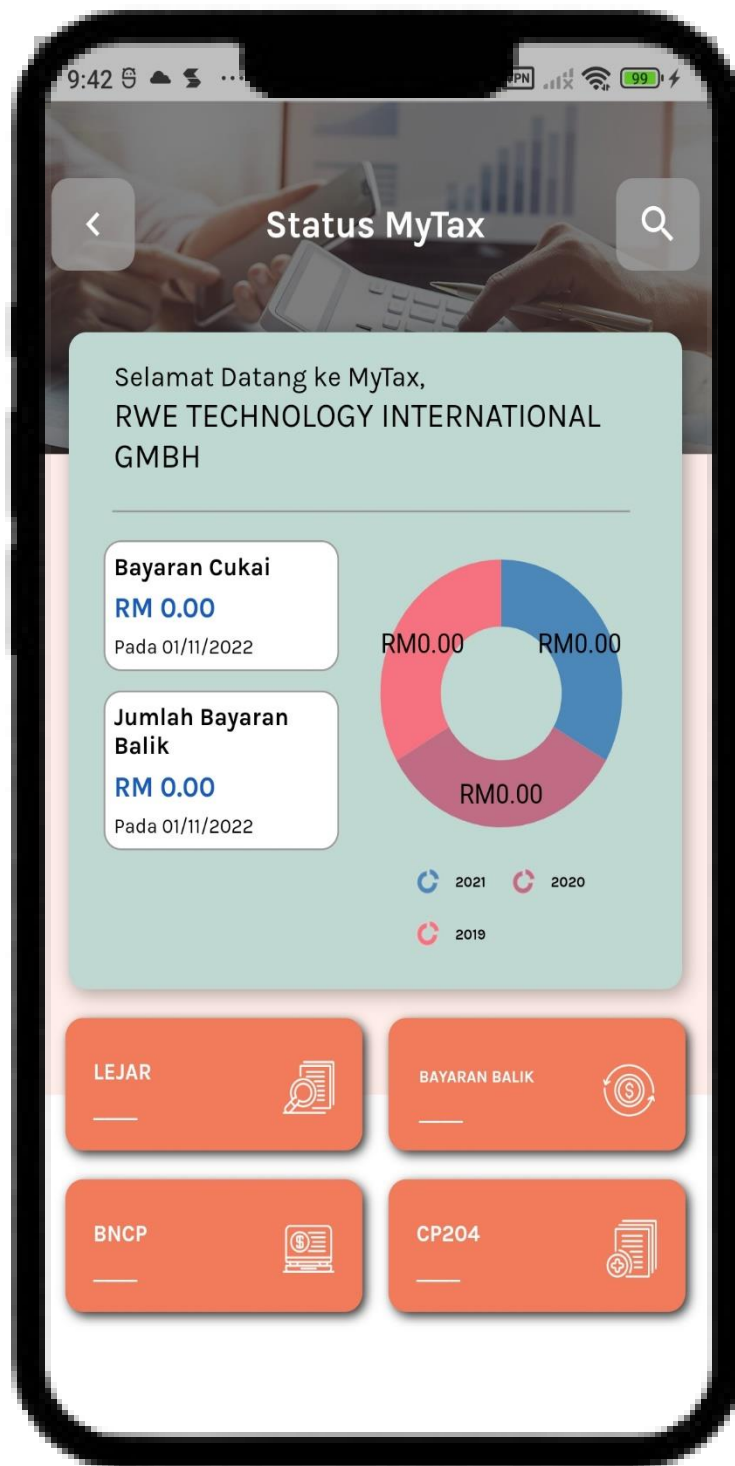 9:42
VPN
99
Status MyTax
Selamat Datang ke MyTax,
RWE TECHNOLOGY INTERNATIONAL
GMBH
Bayaran Cukai
RM 0.00
Pada 01/11/2022
Jumlah Bayaran
Balik
RM 0.00
Pada 01/11/2022
RM0.00
RM0.00
RM0.00
2021
2020
2019
LEJAR
BAYARAN BALIK
BNCP
CP204